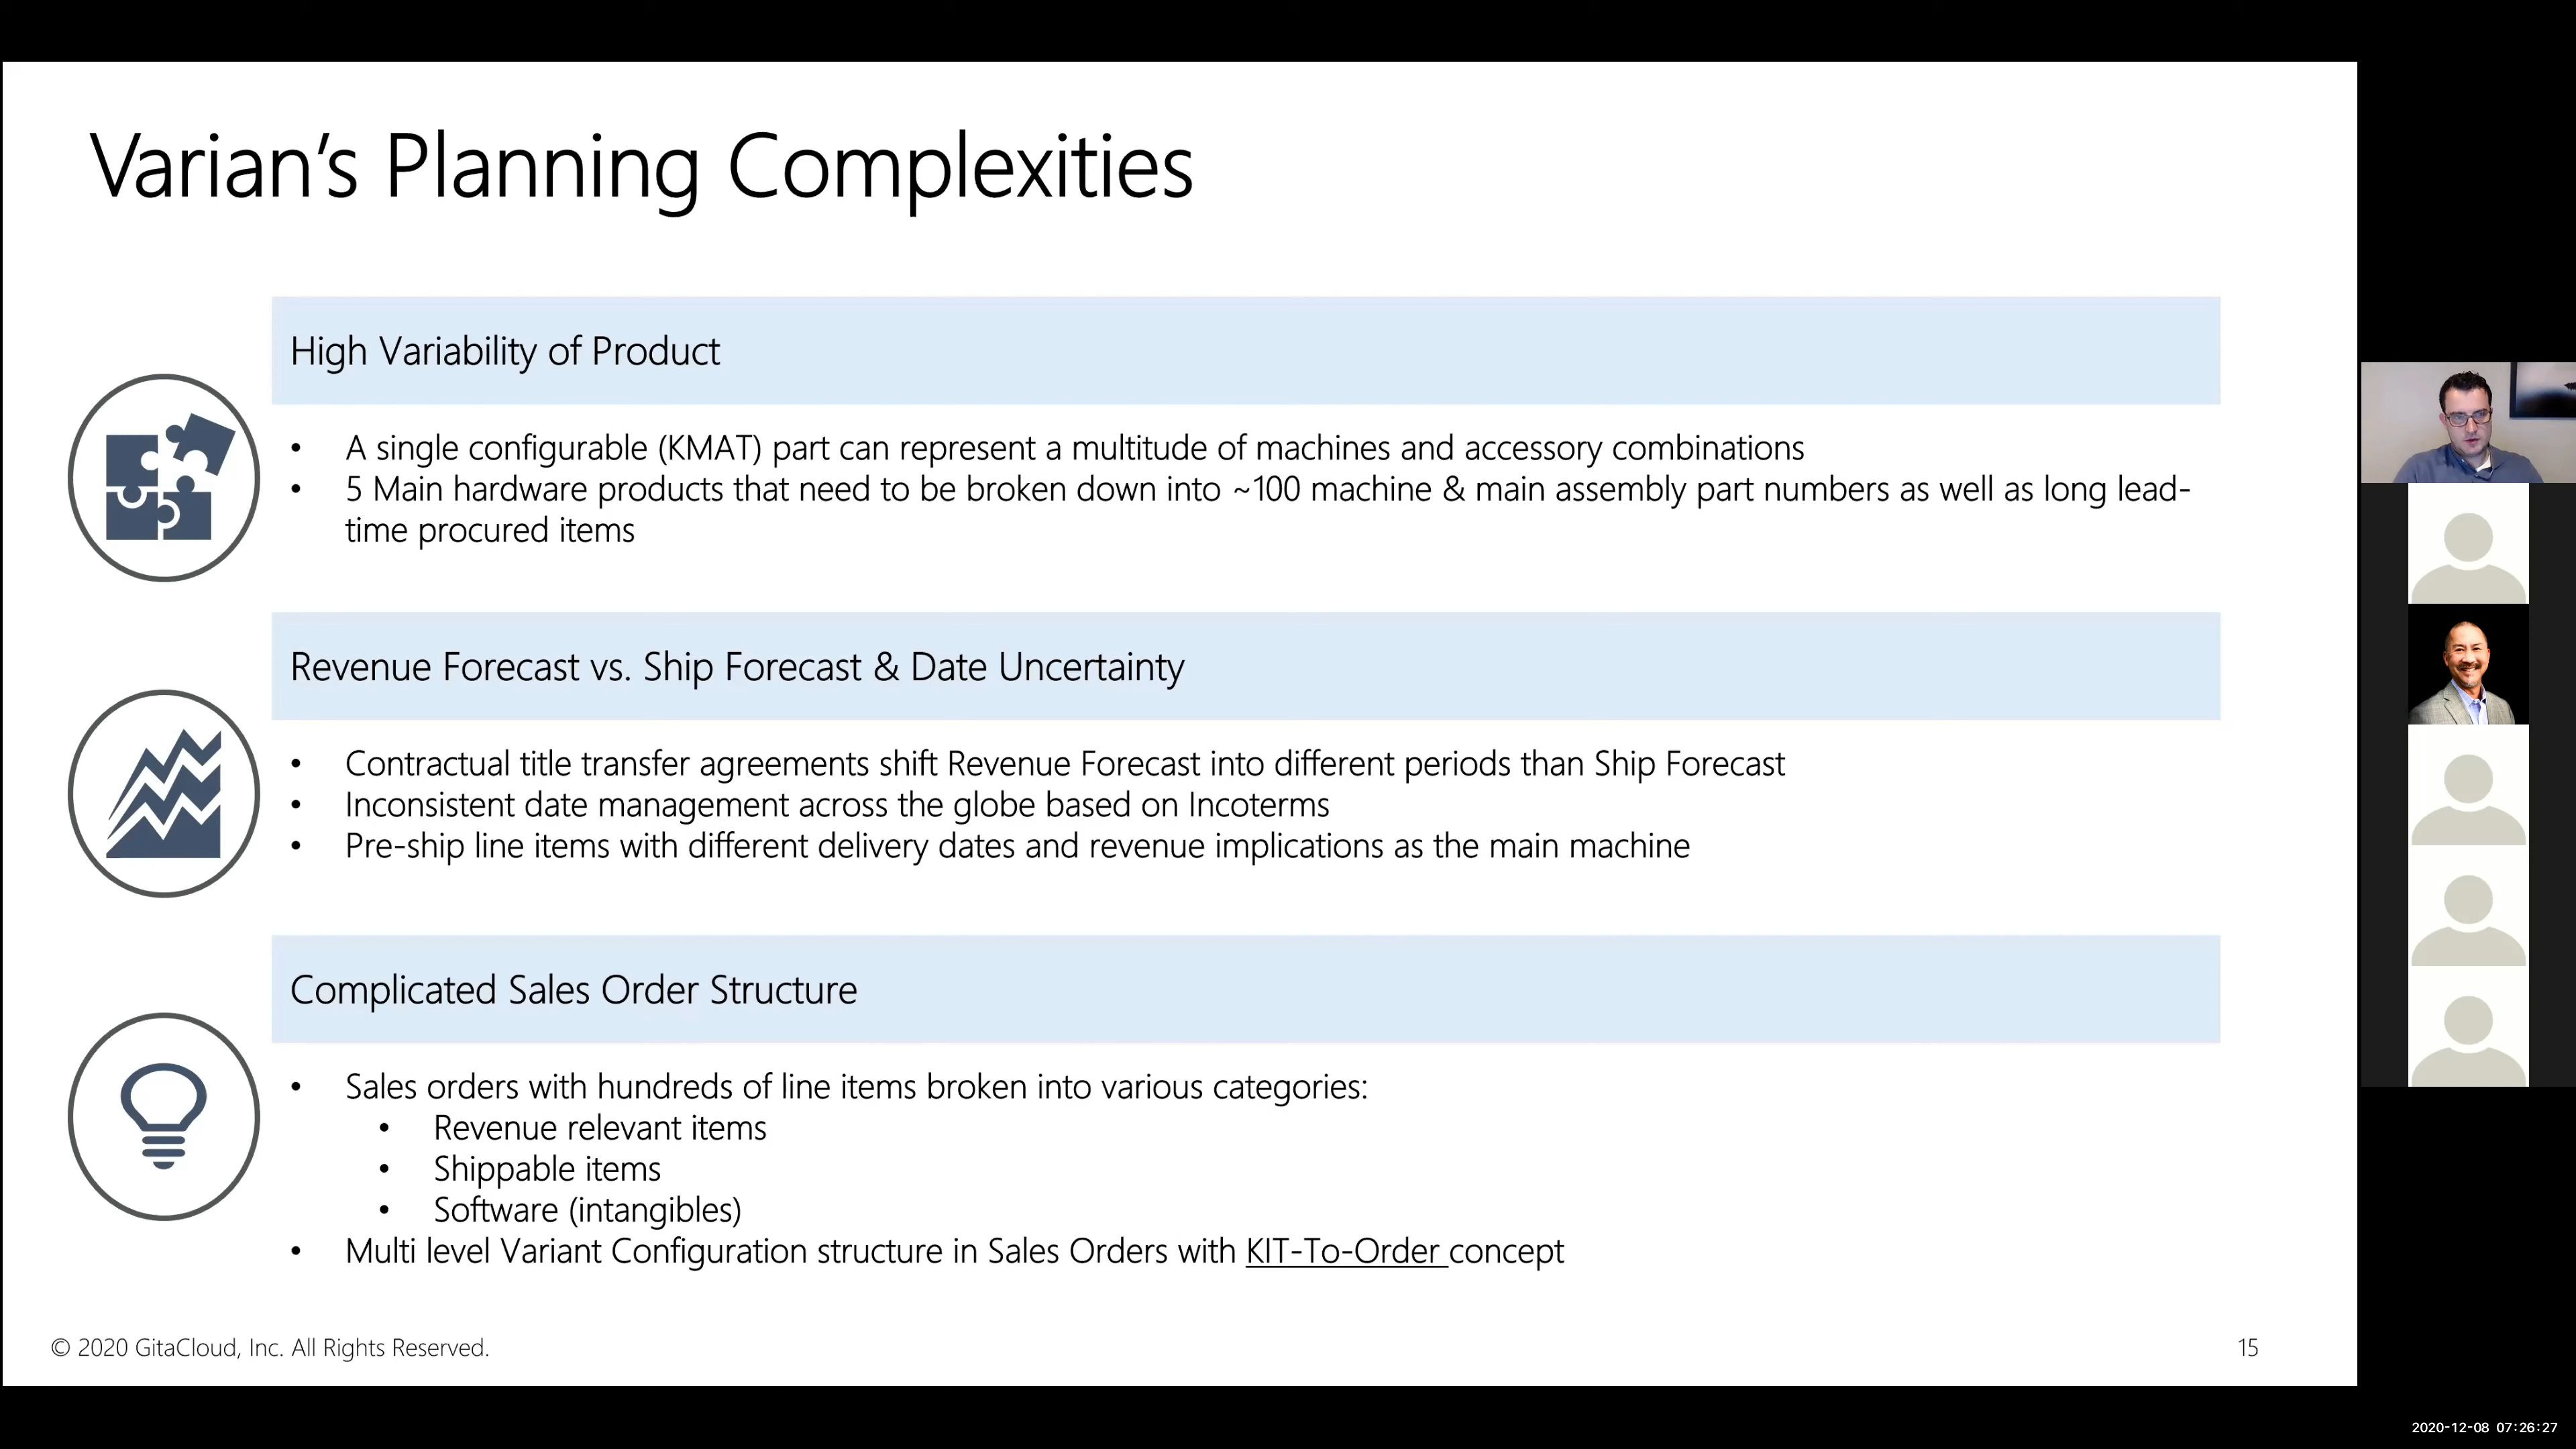 Varian’s Planning Complexities
High Variability of Product
• A single configurable (KMAT) part can represent a multitude of machines and accessory combinations
• 5 Main hardware products that need to be broken down into ~100 machine & main assembly part numbers as well as long lead-
time procured items
Revenue Forecast vs. Ship Forecast & Date Uncertainty
• Contractual title transfer agreements shift Revenue Forecast into different periods than Ship Forecast
• Inconsistent date management across the globe based on Incoterms
• Pre-ship line items with different delivery dates and revenue implications as the main machine
Complicated Sales Order Structure
• Sales orders with hundreds of line items broken into various categories:
• Revenue relevant items
• Shippable items
• Software (intangibles)
• Multi level Variant Configuration structure in Sales Orders with KIT-To-Order concept
© 2020 GitaCloud, Inc. All Rights Reserved.
15
2020-12-08 07:26:27